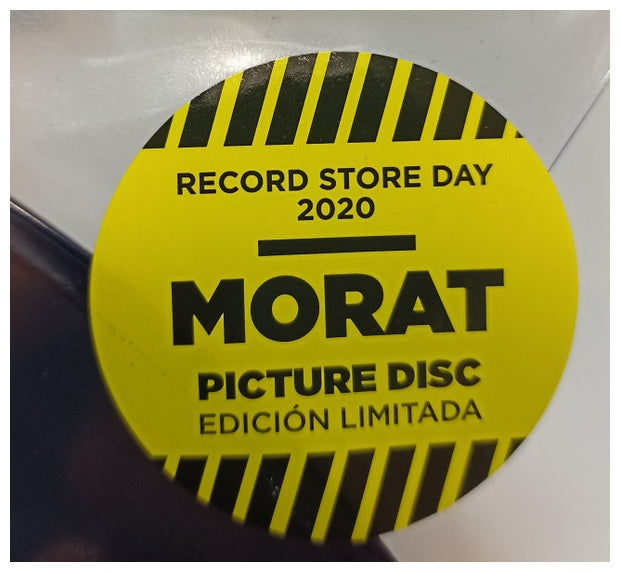 RECORD STORE DAY
2020
MORAT
PICTURE DISC
EDICIÓN LIMITADA